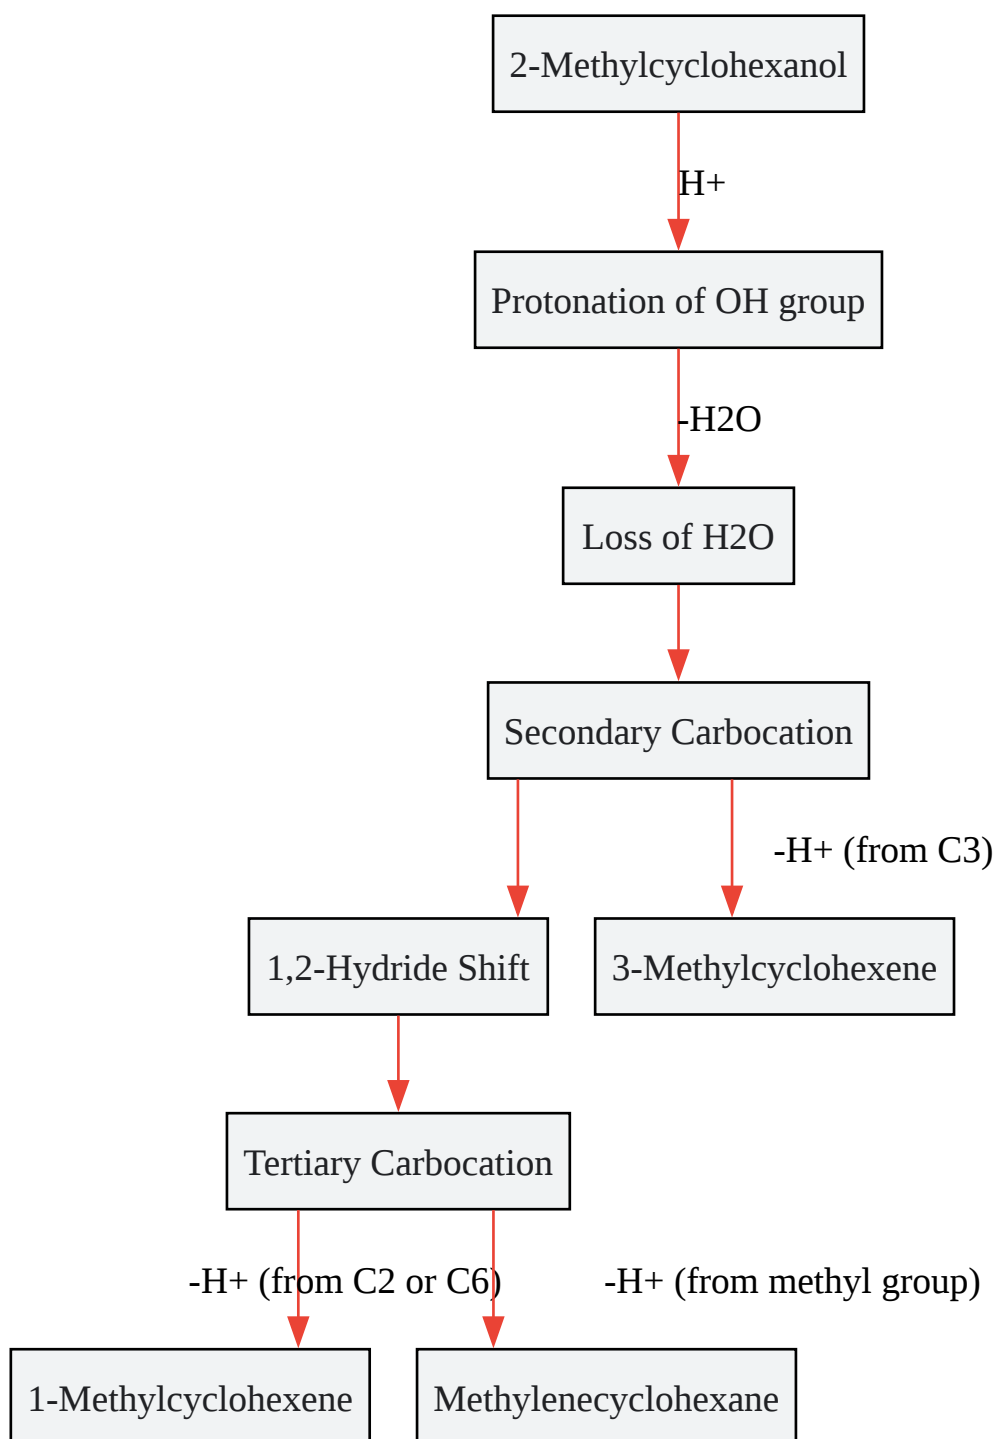 2-Methylcyclohexanol
H+
Protonation of OH group
-H2O
Loss of H2O
Secondary Carbocation
-H+ (from C3)
1,2-Hydride Shift
3-Methylcyclohexene
Tertiary Carbocation
-H+ (from C2 or C6)
-H+ (from methyl group)
1-Methylcyclohexene
Methylenecyclohexane